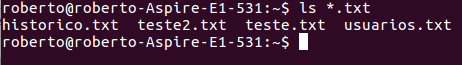 roberto@roberto-Aspire-E1-531:~$ ls *.txt
historico.txt  teste2.txt  teste.txt  usuarios.txt
roberto@roberto-Aspire-E1-531:~$